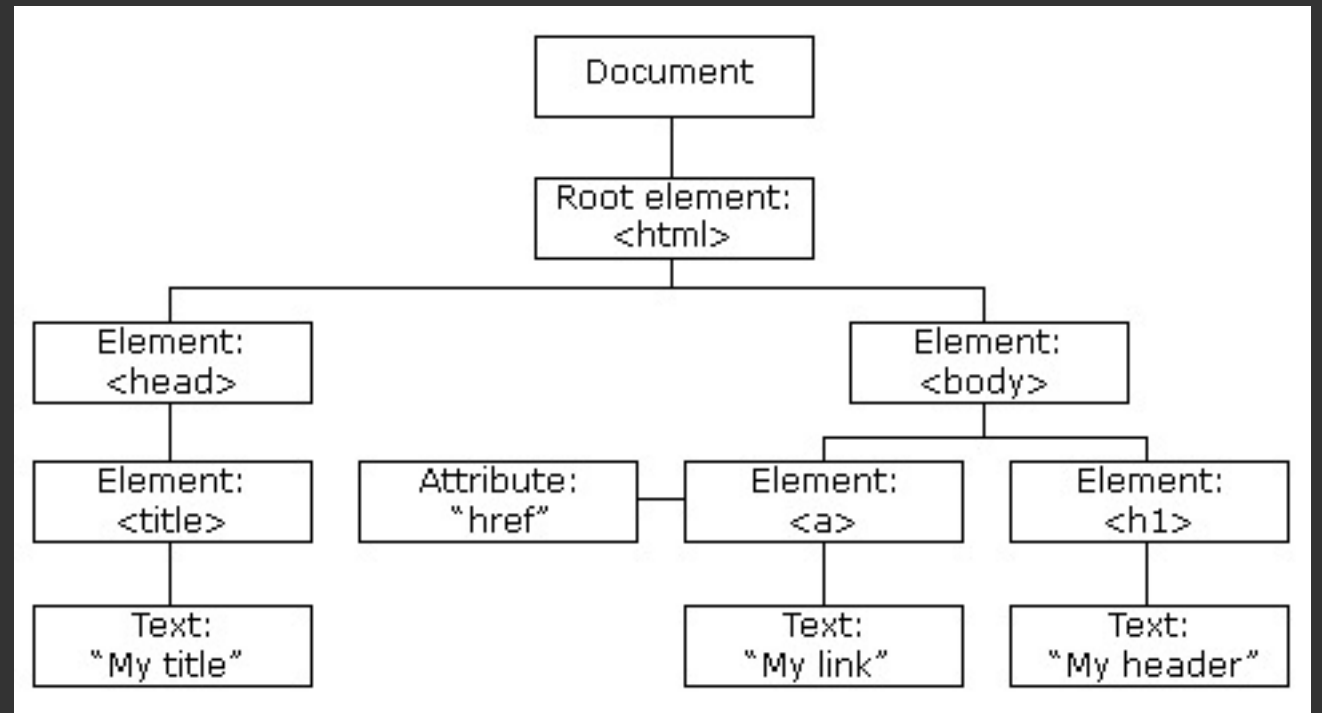 Document
Root element:
<html>
Element:
<head>
Element:
<body>
Element:
<title>
Attribute:
“href”
Element:
<a>
Element:
<h1>
Text:
“My title”
Text:
“My link”
Text:
“My header”